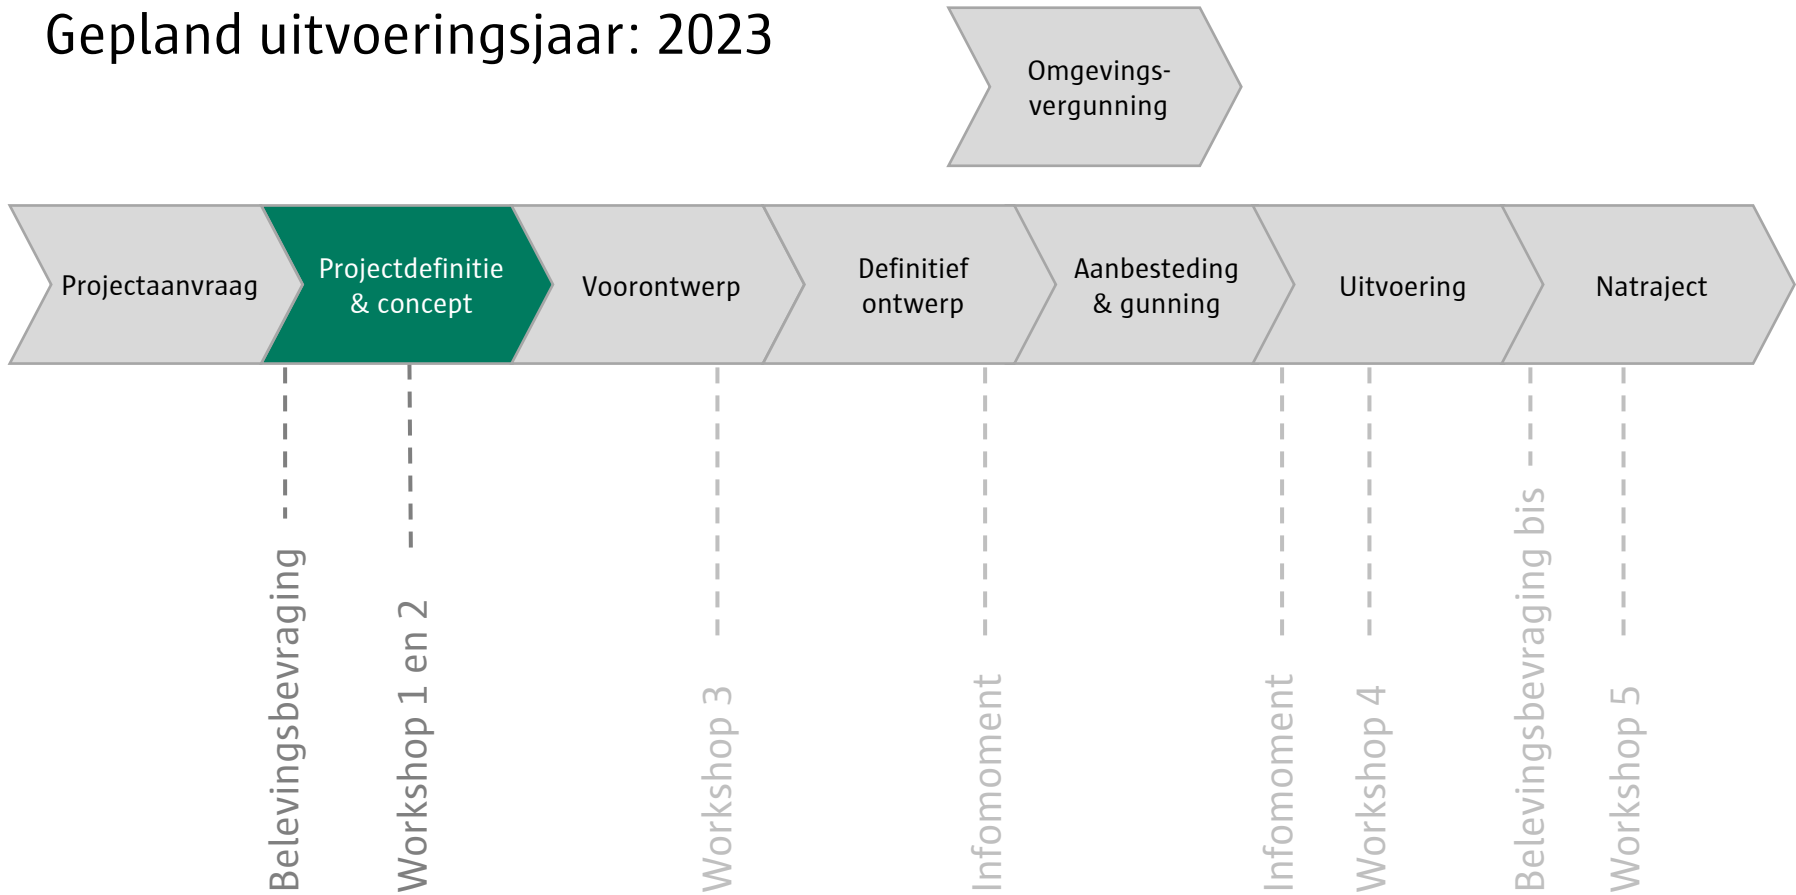 Gepland uitvoeringsjaar: 2023
Omgevings-
vergunning
Projectaanvraag
Projectdefinitie
& concept
Voorontwerp
Definitief
ontwerp
Aanbesteding
& gunning
Uitvoering
Natraject
Belevingsbevraging
Workshop 1 en 2
Workshop 3
Infomoment
Infomoment
Workshop 4
Belevingsbevraging bis
Workshop 5